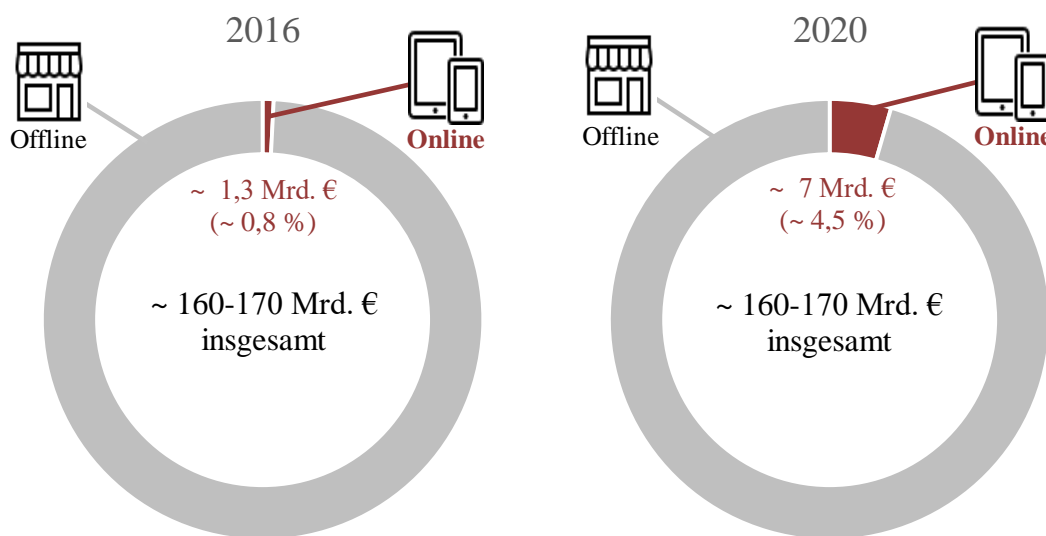 2016
Offline
Online
~ 1,3 Mrd. €
(~ 0,8 %)
~ 160-170 Mrd. €
insgesamt
2020
Offline
Online
~ 7 Mrd. €
(~ 4,5 %)
~ 160-170 Mrd. €
insgesamt